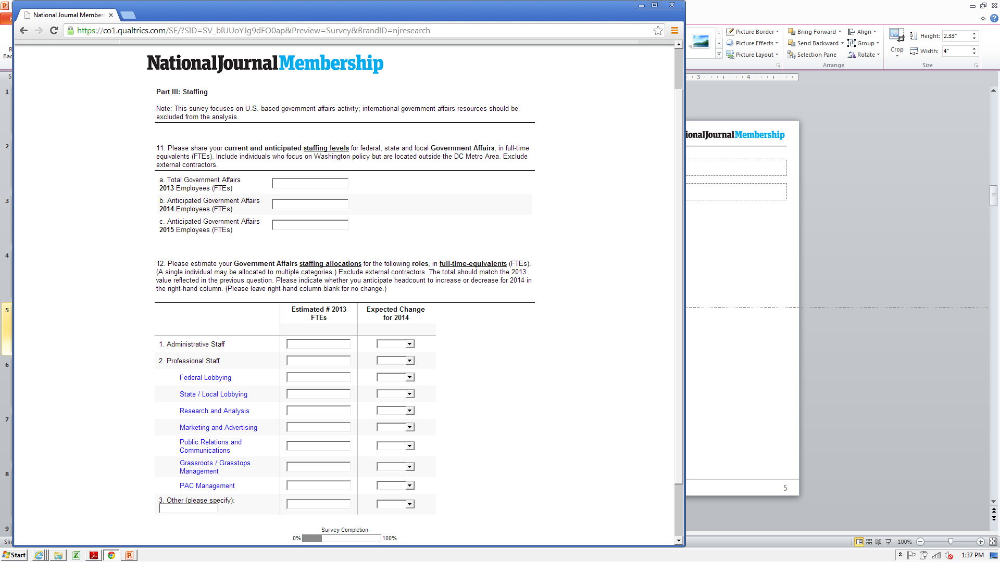 National Journal Members
https://co1.qualtrics.com/SE/?SID=SV_bIUUoYJg9dFO0ap&Preview=Survey&BrandID=njresearch
NationalJournalMembership
Part III: Staffing
Note: This survey focuses on U.S.-based government affairs activity; international government affairs resources should be
excluded from the analysis.
11. Please share your current and anticipated staffing levels for federal, state and local Government Affairs, in full-time
equivalents (FTEs). Include individuals who focus on Washington policy but are located outside the DC Metro Area. Exclude
external contractors.
a. Total Government Affairs
2013 Employees (FTEs)
b. Anticipated Government Affairs
2014 Employees (FTEs)
c. Anticipated Government Affairs
2015 Employees (FTEs)
12. Please estimate your Government Affairs staffing allocations for the following roles, in full-time-equivalents (FTEs).
(A single individual may be allocated to multiple categories.) Exclude external contractors. The total should match the 2013
value reflected in the previous question. Please indicate whether you anticipate headcount to increase or decrease for 2014 in
the right-hand column. (Please leave right-hand column blank for no change.)
Estimated # 2013
FTEs
Expected Change
for 2014
1. Administrative Staff
2. Professional Staff
Federal Lobbying
State / Local Lobbying
Research and Analysis
Marketing and Advertising
Public Relations and
Communications
Grassroots / Grasstops
Management
PAC Management
3. Other (please specify):
Survey Completion
0% 100%
Picture Border
Picture Effects
Picture Layout
Bring Forward
Send Backward
Selection Pane
Align
Group
Rotate
Arrange
Crop
Height: 2.33"
Width: 4"
Size
3 4
ionalJournalMembership
5
1
2
3
4
5
6
7
8
9
100%
Start
1:37 PM